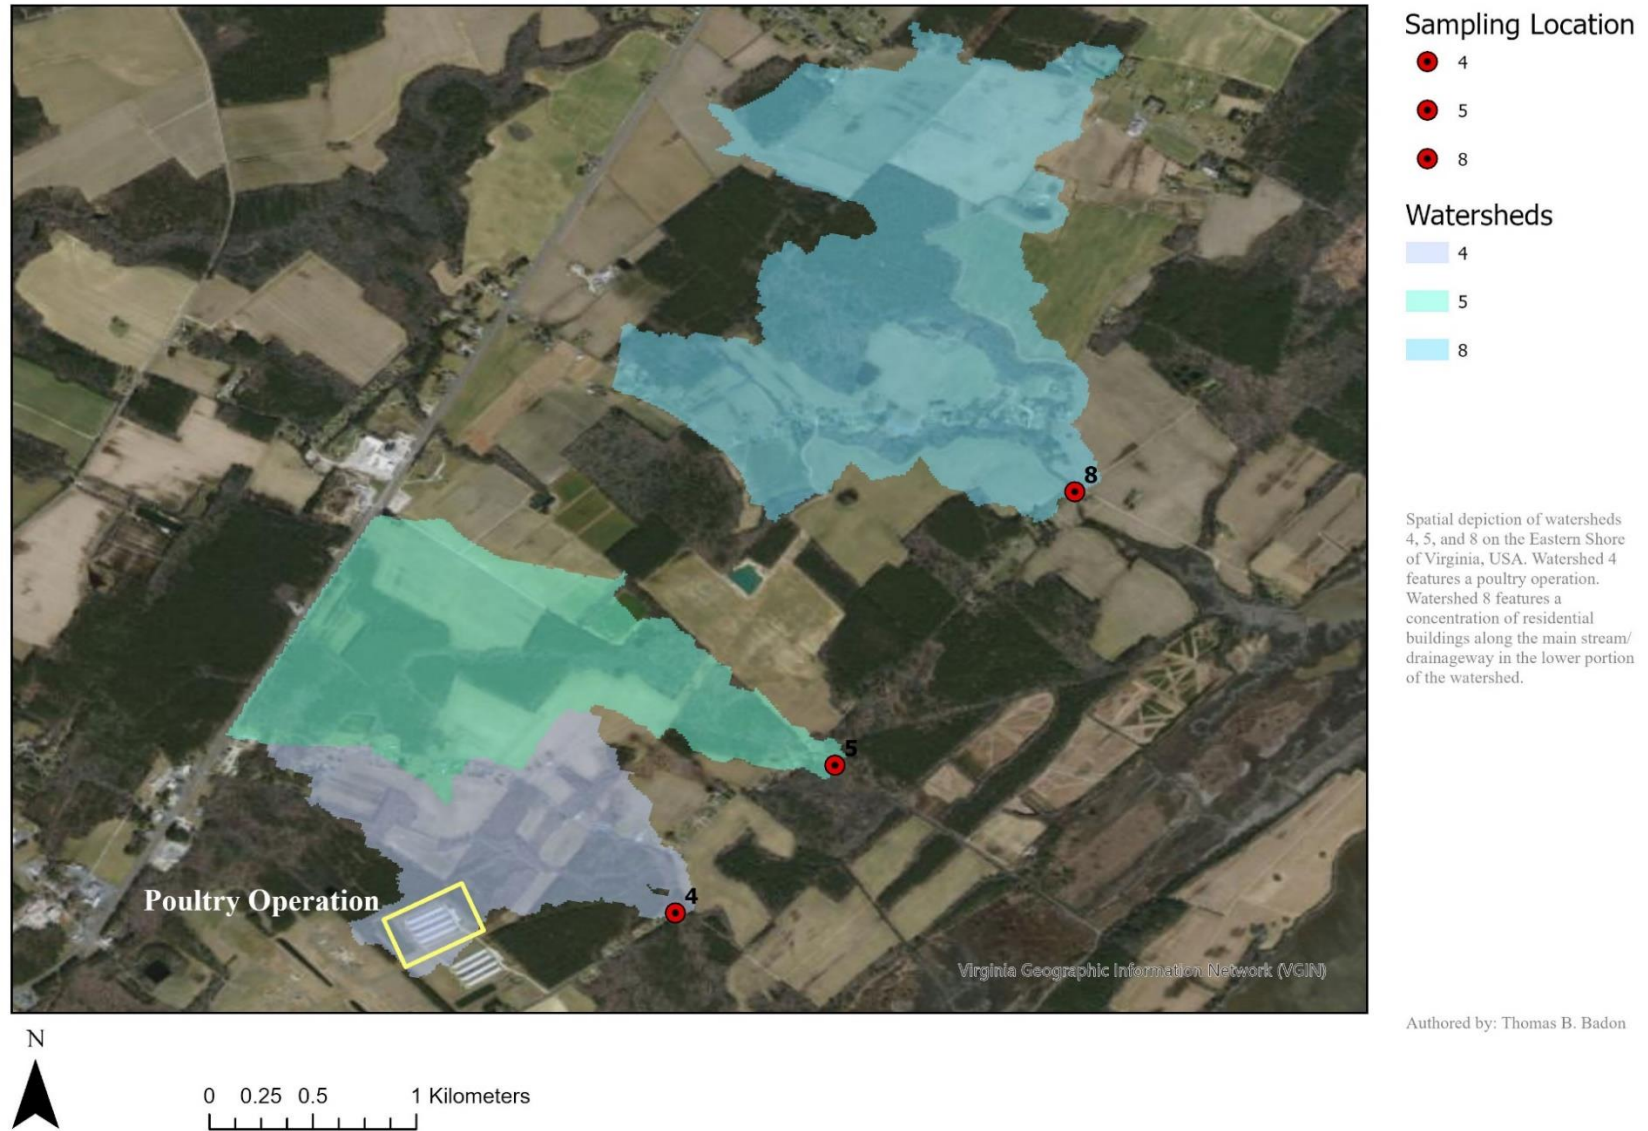 Sampling Location
4
5
8
Watersheds
4
5
8
8
5
4
Poultry Operation
Virginia Geographic Information Network (VGIN)
Spatial depiction of watersheds
4, 5, and 8 on the Eastern Shore
of Virginia, USA. Watershed 4
features a poultry operation.
Watershed 8 features a
concentration of residential
buildings along the main stream/
drainageway in the lower portion
of the watershed.
Authored by: Thomas B. Badon
N
0 0.25 0.5 1 Kilometers